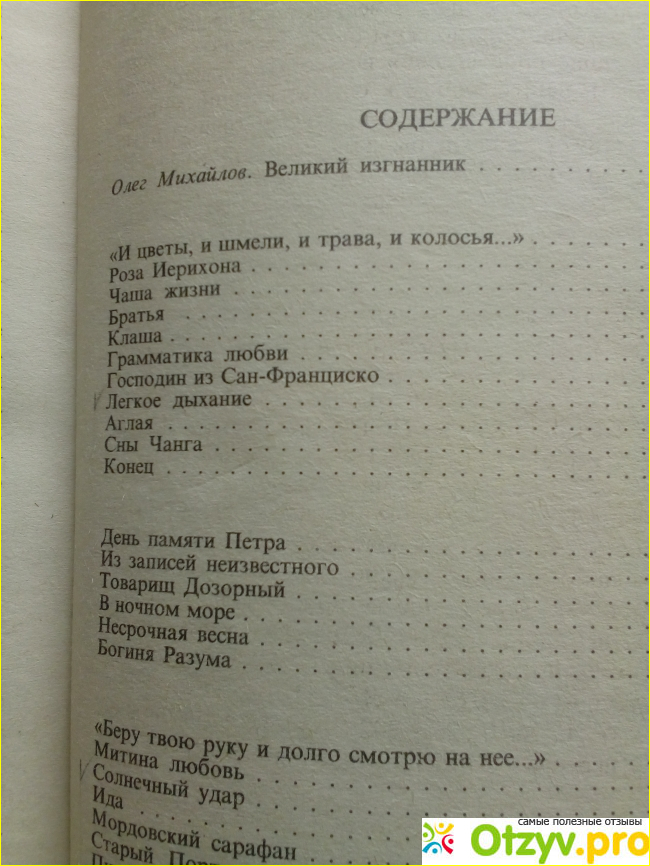 СОДЕРЖАНИЕ
Олег Михайлов. Великий изгнанник
«И цветы, и шмели, и трава, и колосья...»
Роза Иерихона
Чаша жизни
Братья
Клаша
Грамматика любви
Господин из Сан-Франциско
Легкое дыхание
Аглая
Сны Чанга
Конец
День памяти Петра
Из записей неизвестного
Товарищ Дозорный
В ночном море
Несрочная весна
Богиня Разума
«Беру твою руку и долго смотрю на нее...»
Митина любовь
Солнечный удар
Ида
Мордовский сарафан
Старый
самые полезные отзывы
Otzyv.pro